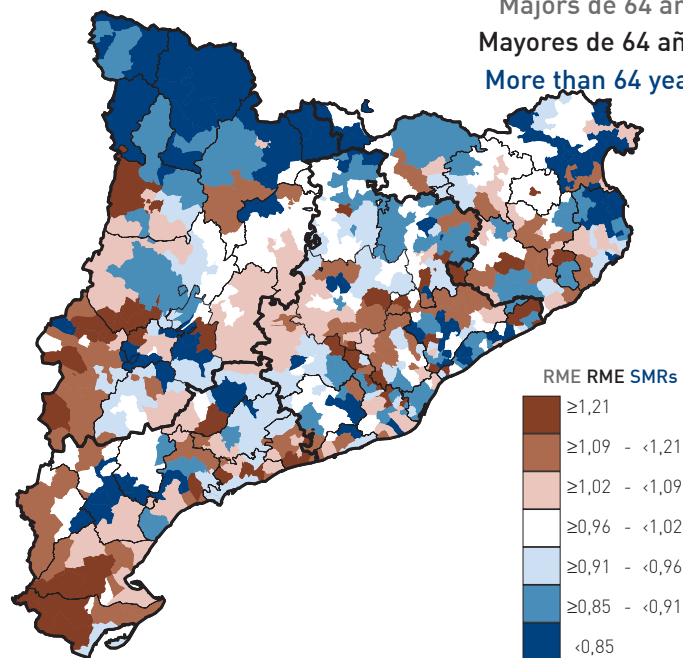 Majors de 64 añ
Mayores de 64 añ
More than 64 yea
RME RME SMRs
≥1,21
≥1,09 - <1,21
≥1,02 - <1,09
≥0,96 - <1,02
≥0,91 - <0,96
≥0,85 - <0,91
<0,85